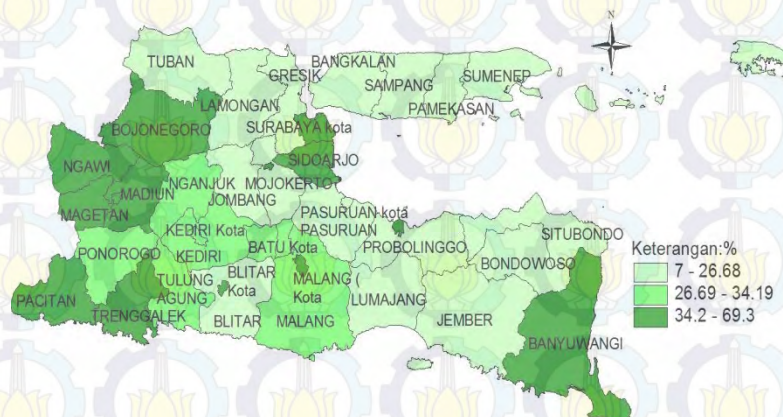 N
TUBAN
BANGKALAN
GRESIK
SAMPANG
SUMENEP
LAMONGAN
PAMEKASAN
BOJONEGORO
SURABAYA kota
NGAWI
SIDOARJO
MADIUN
NGANJUK
MOJOKERTO
JOMBANG
MAGETAN
PASURUAN kota
KEDIRI Kota
PASURUAN
SITUBONDO
PONOROGO
BATU Kota
PROBOLINGGO
Keterangan:%
KEDIRI
BONDOWOSO
7 - 26.68
TULUNG
AGUNG
BLITAR
Kota
MALANG (
Kota
26.69 - 34.19
PACITAN
LUMAJANG
TRENGGALEK
BLITAR
MALANG
JEMBER
34.2 - 69.3
BANYUWANGI